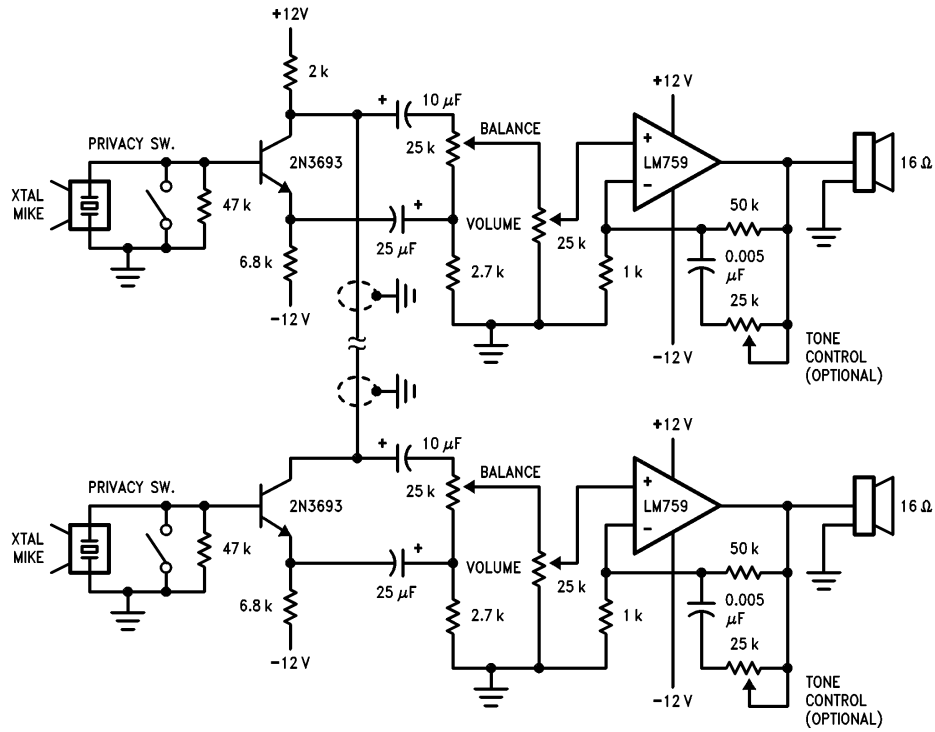 +12V
2 k
+
10 μF
+12 V
PRIVACY SW.
BALANCE
25 k
+
LM759
−
2N3693
16 Ω
XTAL
MIKE
47 k
+
VOLUME
25 k
50 k
25 μF
6.8 k
2.7 k
1 k
0.005
μF
25 k
−12V
−12 V
TONE
CONTROL
(OPTIONAL)
+12V
+
10 μF
PRIVACY SW.
BALANCE
25 k
+
LM759
−
2N3693
16 Ω
XTAL
MIKE
47 k
+
VOLUME
25 k
50 k
25 μF
6.8 k
2.7 k
1 k
0.005
μF
25 k
−12V
−12 V
TONE
CONTROL
(OPTIONAL)